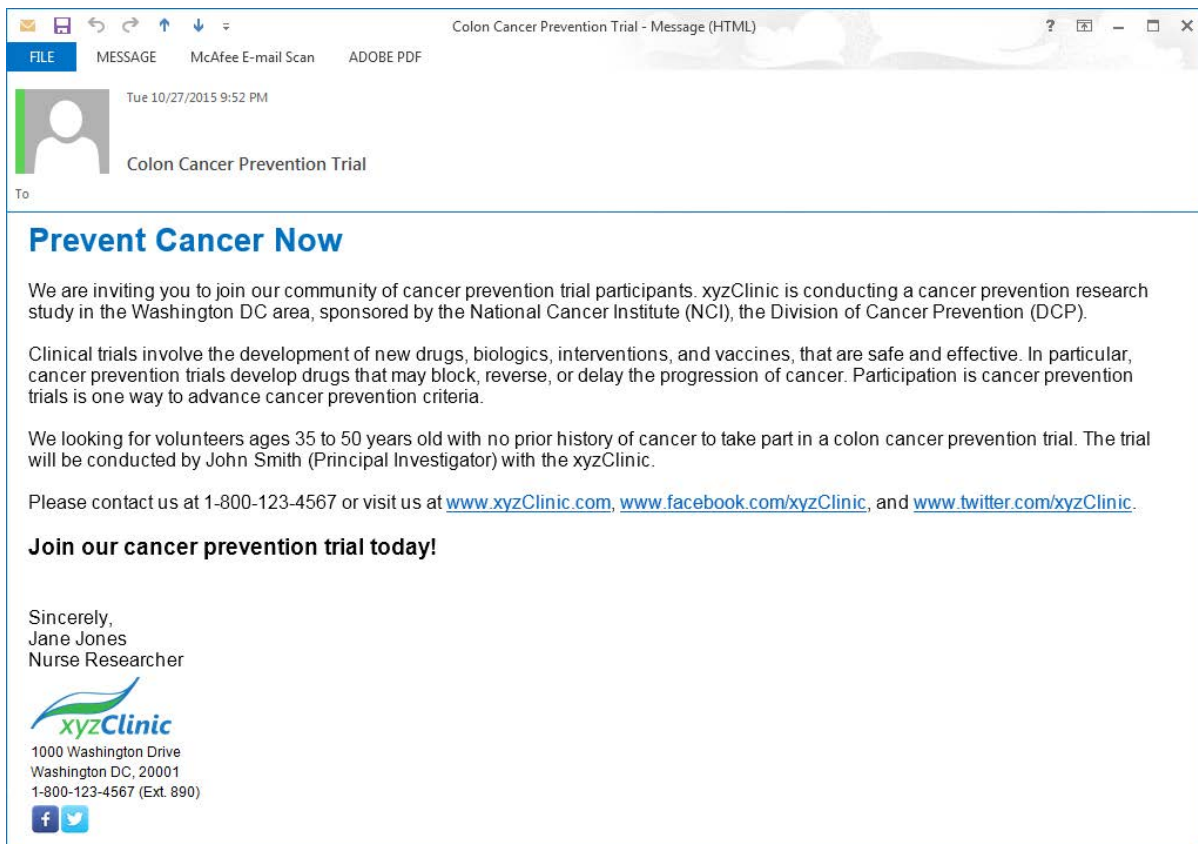 Colon Cancer Prevention Trial - Message (HTML)
?
FILE MESSAGE McAfee E-mail Scan ADOBE PDF
Tue 10/27/2015 9:52 PM
Colon Cancer Prevention Trial
To
Prevent Cancer Now
We are inviting you to join our community of cancer prevention trial participants. xyzClinic is conducting a cancer prevention research
study in the Washington DC area, sponsored by the National Cancer Institute (NCI), the Division of Cancer Prevention (DCP).
Clinical trials involve the development of new drugs, biologics, interventions, and vaccines, that are safe and effective. In particular,
cancer prevention trials develop drugs that may block, reverse, or delay the progression of cancer. Participation is cancer prevention
trials is one way to advance cancer prevention criteria.
We looking for volunteers ages 35 to 50 years old with no prior history of cancer to take part in a colon cancer prevention trial. The trial
will be conducted by John Smith (Principal Investigator) with the xyzClinic.
Please contact us at 1-800-123-4567 or visit us at www.xyzClinic.com, www.facebook.com/xyzClinic, and www.twitter.com/xyzClinic.
Join our cancer prevention trial today!
Sincerely,
Jane Jones
Nurse Researcher
xyzClinic
1000 Washington Drive
Washington DC, 20001
1-800-123-4567 (Ext. 890)
f